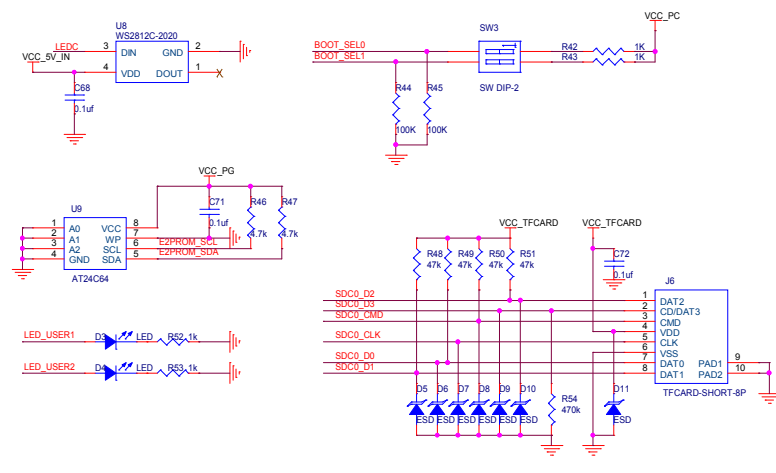 U8
WS2812C-2020
LEDC 3 DIN GND 2
VCC_5V_IN 4 VDD DOUT 1
C68
0.1uf
VCC_PC
SW3
BOOT_SEL0 R42 1K
BOOT_SEL1 R43 1K
SW DIP-2
R44 R45
100K 100K
VCC_PG
U9
C71 R46 R47
0.1uf 4.7k 4.7k
1 A0 VCC 8
2 A1 WP 7
3 A2 SCL 6 E2PROM_SCL
4 GND SDA 5 E2PROM_SDA
AT24C64
LED_USER1 D3 LED R52 1k
LED_USER2 D4 LED R53 1k
VCC_TFCARD VCC_TFCARD
R48 R49 R50 R51
47k 47k 47k 47k
C72
0.1uf
J6
SDC0_D2 1 DAT2
SDC0_D3 2 CD/DAT3
SDC0_CMD 3 CMD
4 VDD
SDC0_CLK 5 CLK
6 VSS
SDC0_D0 7 DAT0 PAD1 9
SDC0_D1 8 DAT1 PAD2 10
TFCARD-SHORT-8P
D5 D6 D7 D8 D9 D10 R54 D11
ESD ESD ESD ESD ESD ESD 470k ESD